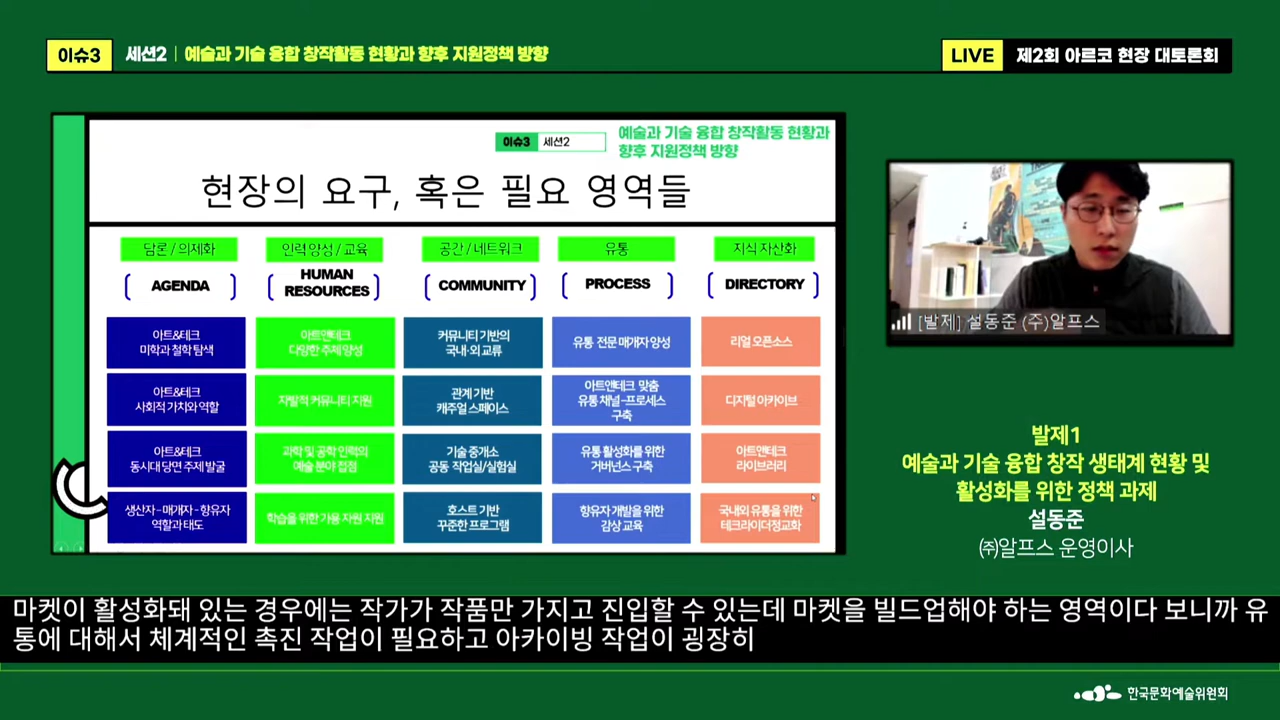 이슈3
세션2 | 예술과 기술 융합 창작활동 현황과 향후 지원정책 방향
LIVE 제2회 아르코 현장 대토론회
이슈3 세션2
예술과 기술 융합 창작활동 현황과
향후 지원정책 방향
현장의 요구, 혹은 필요 영역들
담론 / 의제화
AGENDA
아트&테크
미학과 철학 탐색
아트&테크
사회적 가치와 역할
아트&테크
동시대 당면 주제 발굴
생산자 - 매개자 - 향유자
역할과 태도
인력 양성 / 교육
HUMAN
RESOURCES
아트앤테크
다양한 주체 양성
자발적 커뮤니티 지원
과학 및 공학 인력의
예술 분야 접점
학습을 위한 가용 자원 지원
공간 / 네트워크
COMMUNITY
커뮤니티 기반의
국내·외 교류
관계 기반
캐주얼 스페이스
기술 중개소
공동 작업실/실험실
호스트 기반
꾸준한 프로그램
유통
PROCESS
유통 전문 매개자 양성
아트앤테크 맞춤
유통 채널-프로세스
구축
유통 활성화를 위한
거버넌스 구축
향유자 개발을 위한
감상 교육
지식 자산화
DIRECTORY
리얼 오픈소스
디지털 아카이브
아트앤테크
라이브러리
국내외 유통을 위한
테크라이더정교화
[발제] 설동준 (주)알프스
발제1
예술과 기술 융합 창작 생태계 현황 및
활성화를 위한 정책 과제
설동준
㈜알프스 운영이사
마켓이 활성화돼 있는 경우에는 작가가 작품만 가지고 진입할 수 있는데 마켓을 빌드업해야 하는 영역이다 보니까 유
통에 대해서 체계적인 촉진 작업이 필요하고 아카이빙 작업이 굉장히
한국문화예술위원회